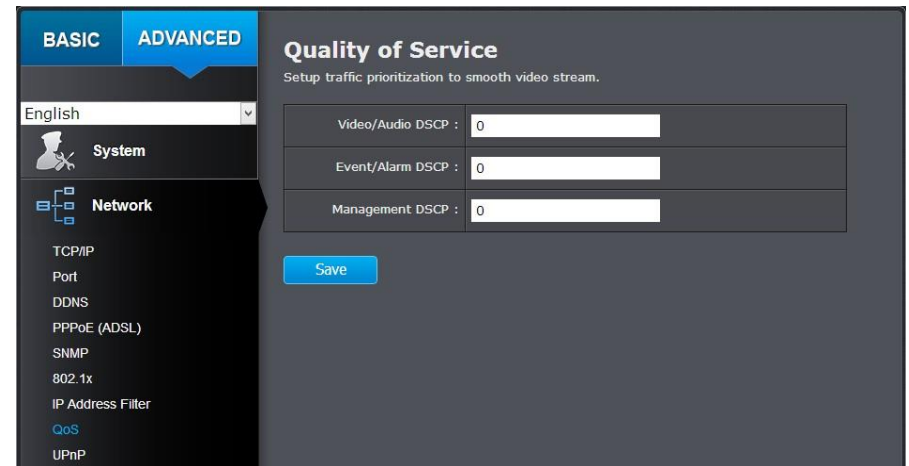 BASIC
ADVANCED
English
System
Network
TCP/IP
Port
DDNS
PPPoE (ADSL)
SNMP
802.1x
IP Address Filter
QoS
UPnP
Quality of Service
Setup traffic prioritization to smooth video stream.
Video/Audio DSCP : 0
Event/Alarm DSCP : 0
Management DSCP : 0
Save